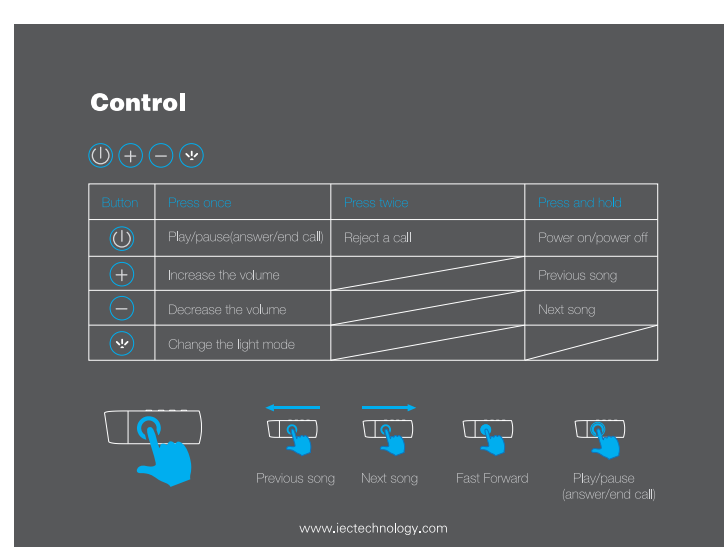 Control
Button Press once Press twice Press and hold
Play/pause(answer/end call) Reject a call Power on/power off
Increase the volume Previous song
Decrease the volume Next song
Change the light mode
Previous song Next song Fast Forward Play/pause
(answer/end call)
www.iectechnology.com